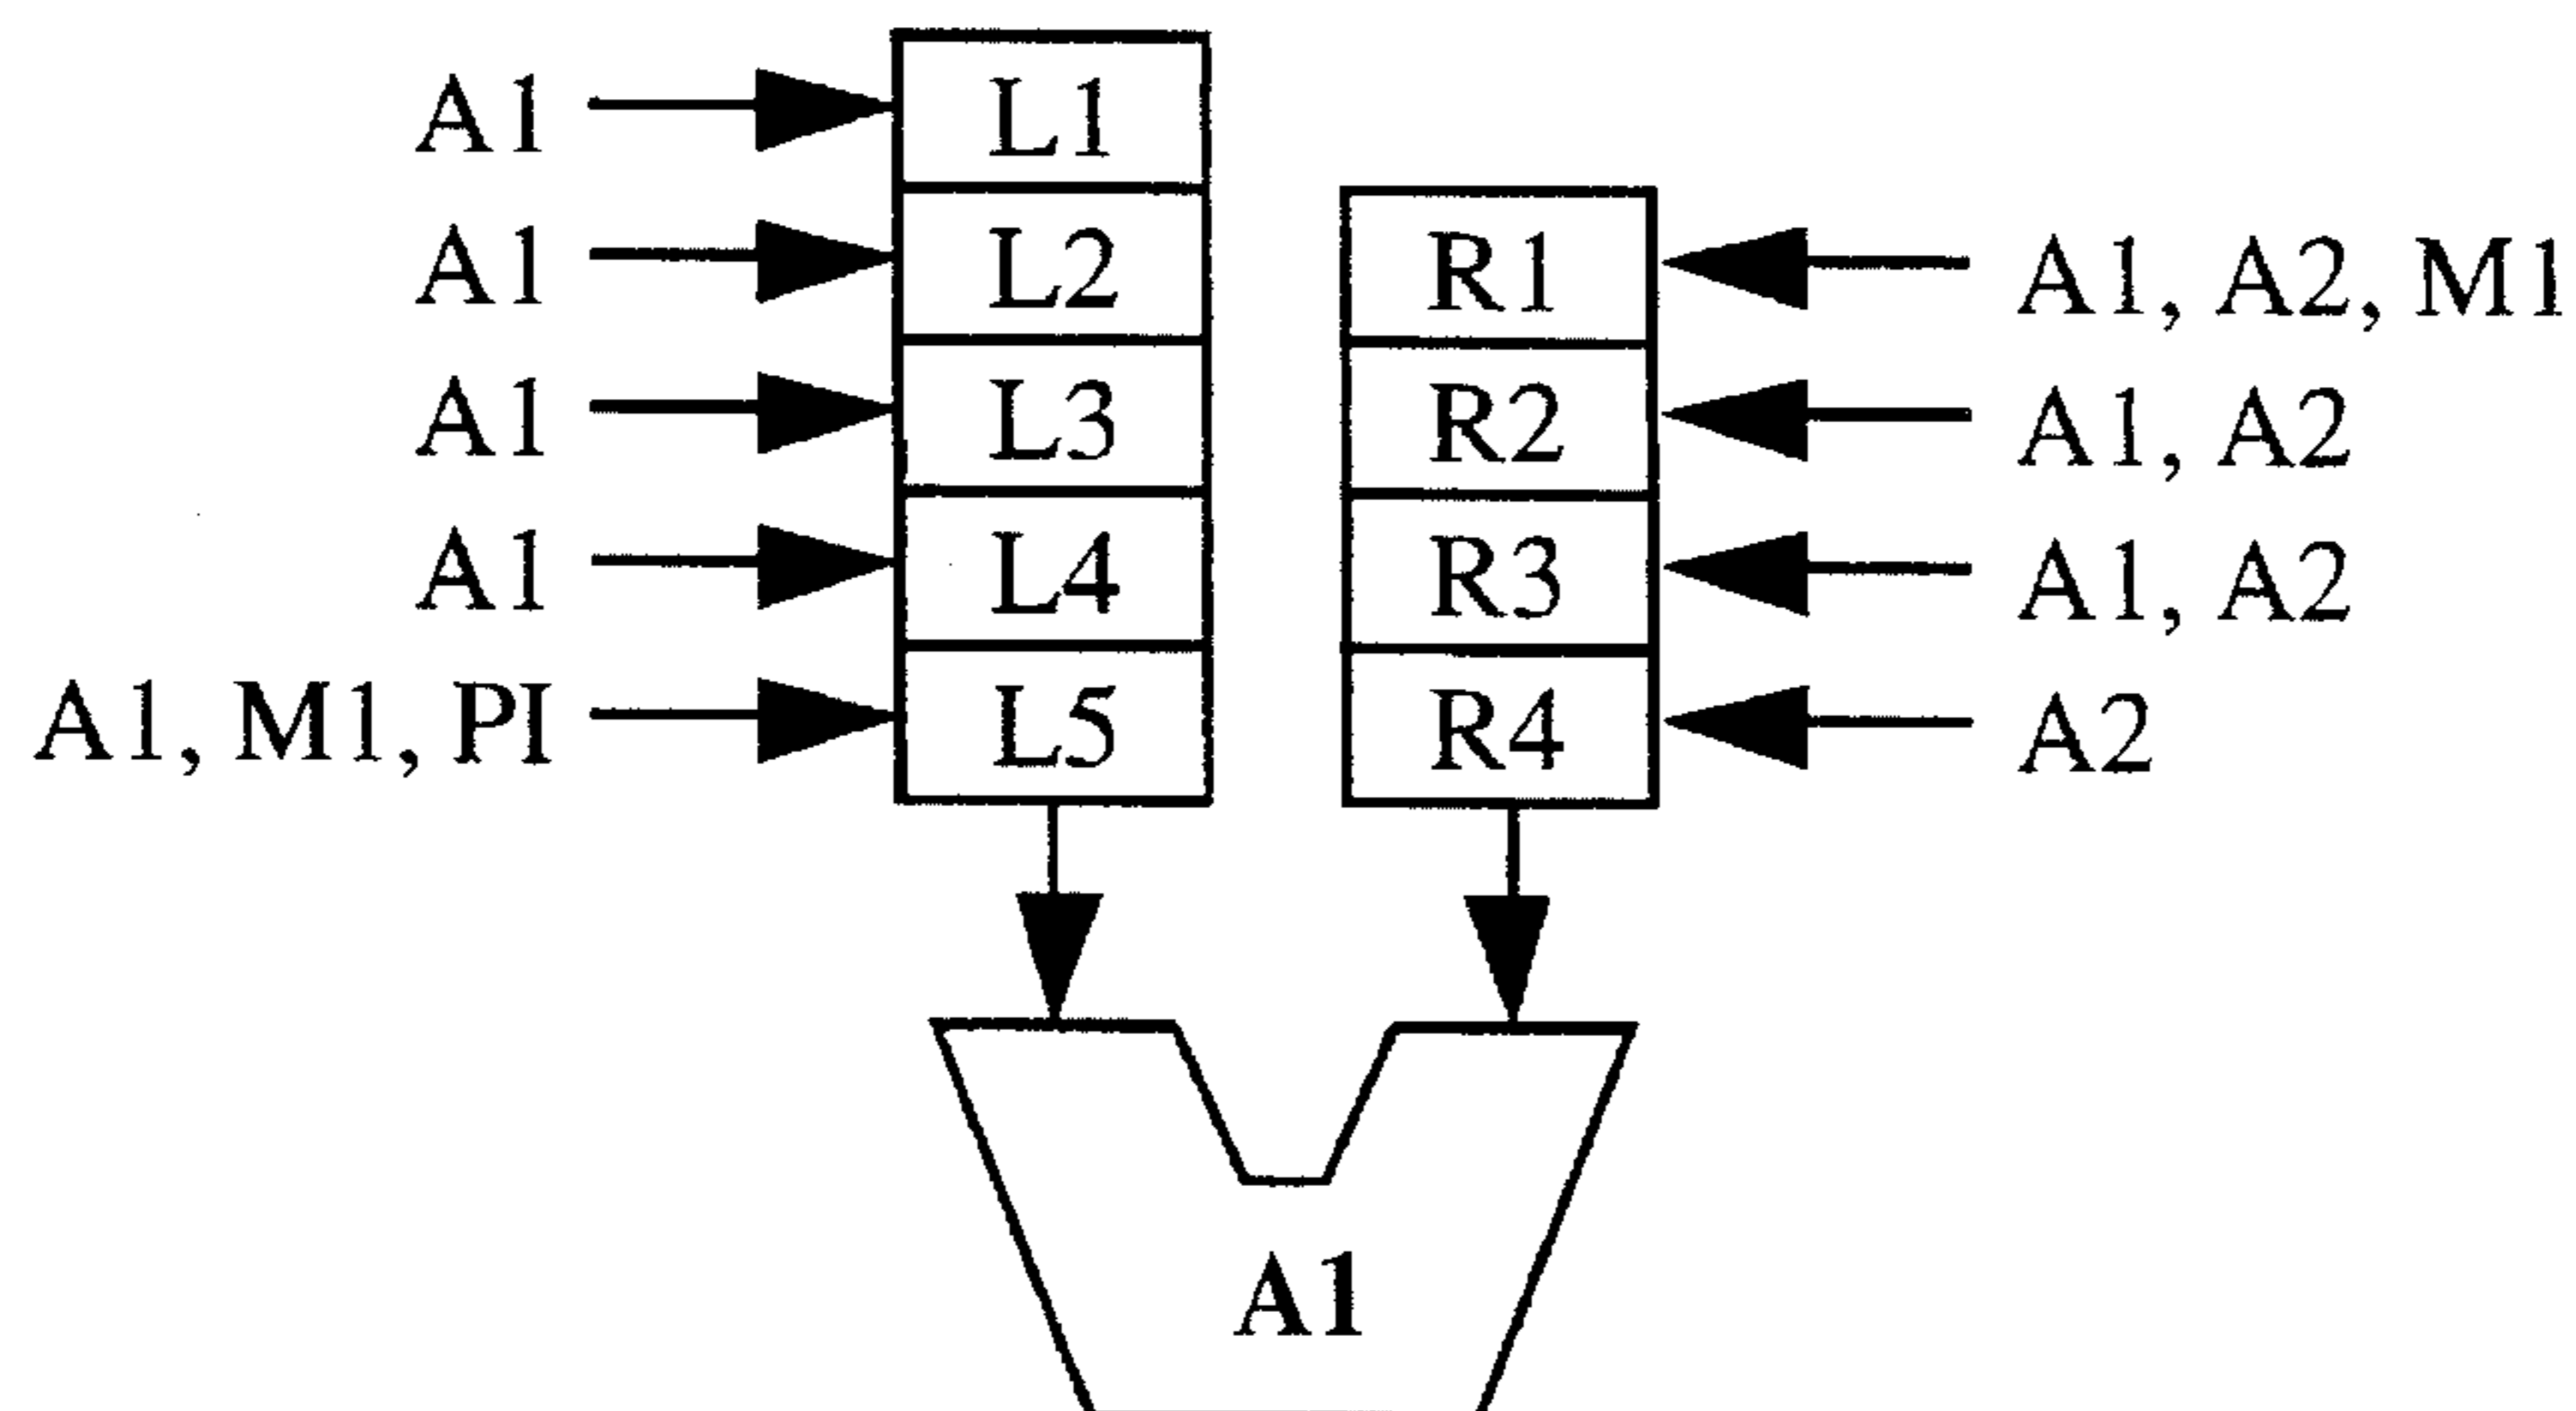 A1 L1
A1 L2 R1 A1, A2, M1
A1 L3 R2 A1, A2
A1 L4 R3 A1, A2
A1, M1, PI L5 R4 A2
A1